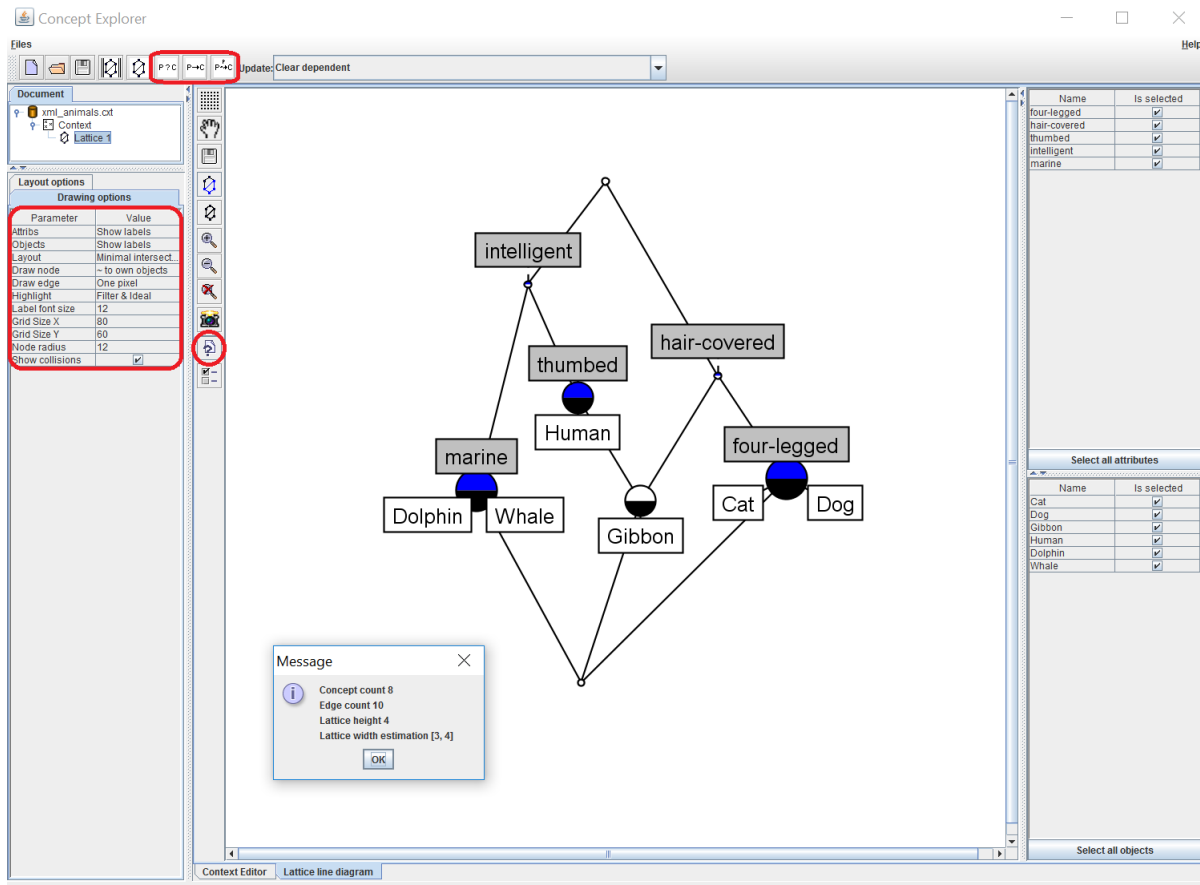 Concept Explorer
Files
Help
P?C P→C Update: Clear dependent
Document
xml_animals.cxt
Context
Lattice 1
Layout options
Drawing options
Parameter Value
Attribs Show labels
Objects Show labels
Layout Minimal intersect...
Draw node ~ to own objects
Draw edge One pixel
Highlight Filter & Ideal
Label font size 12
Grid Size X 80
Grid Size Y 60
Node radius 12
Show collisions
intelligent
hair-covered
thumbed
Human
four-legged
marine
Cat Dog
Dolphin Whale
Gibbon
Message
Concept count 8
Edge count 10
Lattice height 4
Lattice width estimation [3, 4]
OK
Name Is selected
four-legged
hair-covered
thumbed
intelligent
marine
Select all attributes
Name Is selected
Cat
Dog
Gibbon
Human
Dolphin
Whale
Select all objects
Context Editor Lattice line diagram